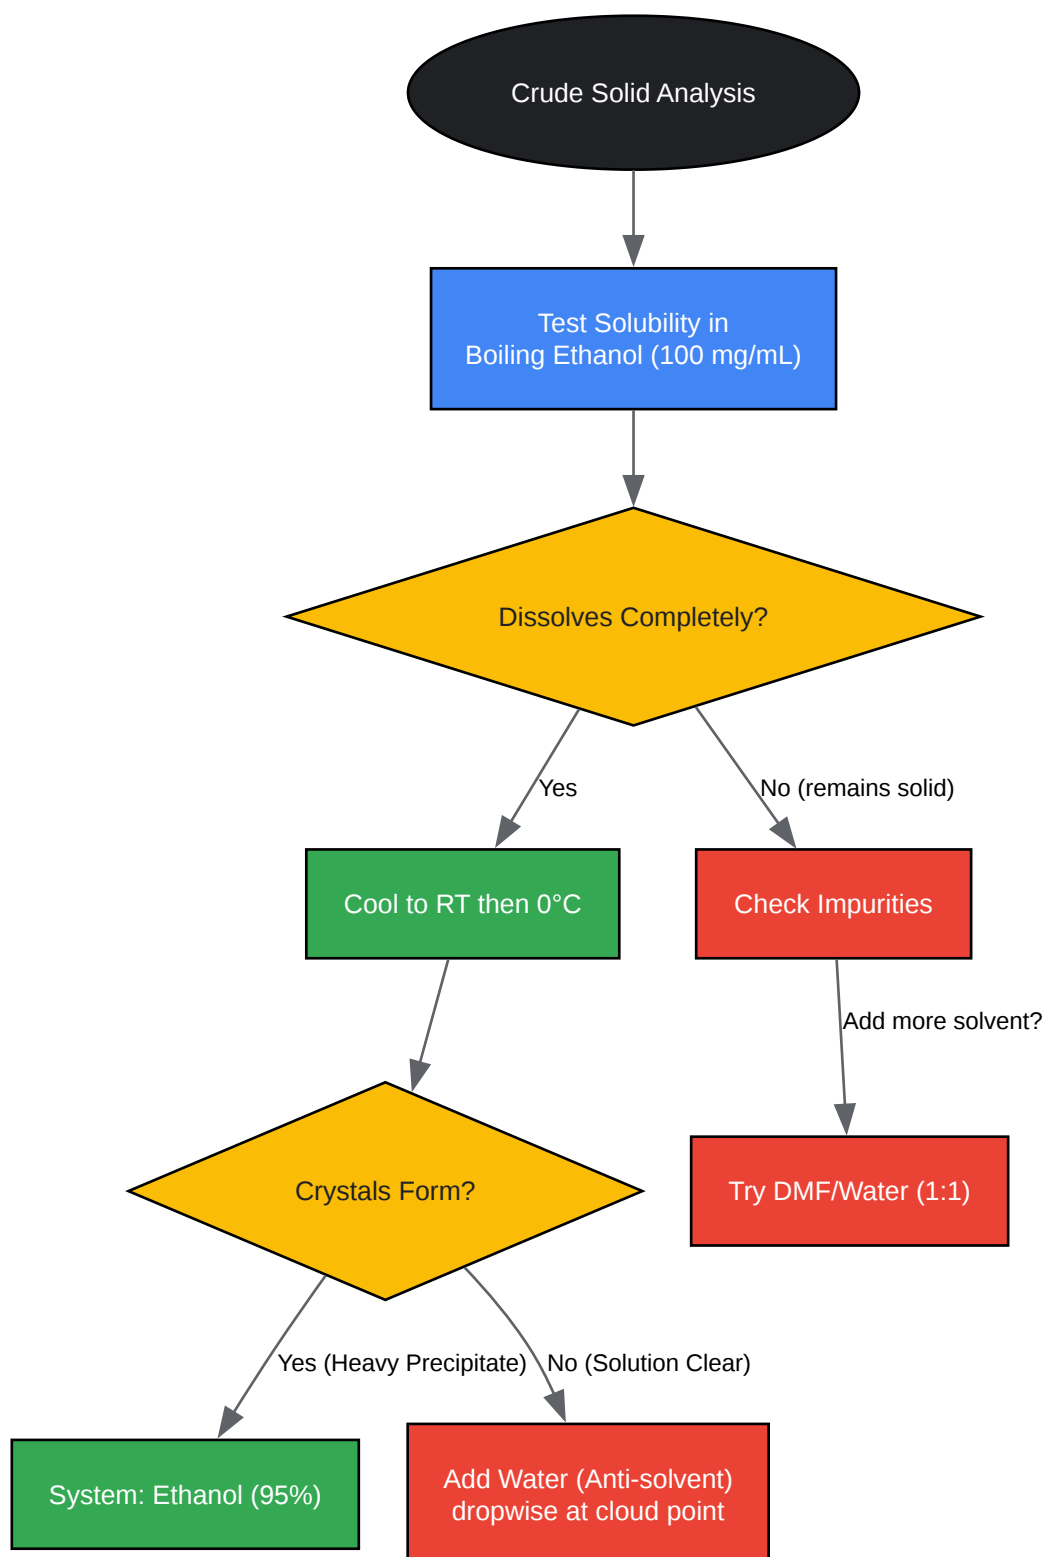 Crude Solid Analysis
Test Solubility in
Boiling Ethanol (100 mg/mL)
Dissolves Completely?
Yes
No (remains solid)
Cool to RT then 0°C
Check Impurities
Add more solvent?
Crystals Form?
Try DMF/Water (1:1)
Yes (Heavy Precipitate)
No (Solution Clear)
System: Ethanol (95%)
Add Water (Anti-solvent)
dropwise at cloud point